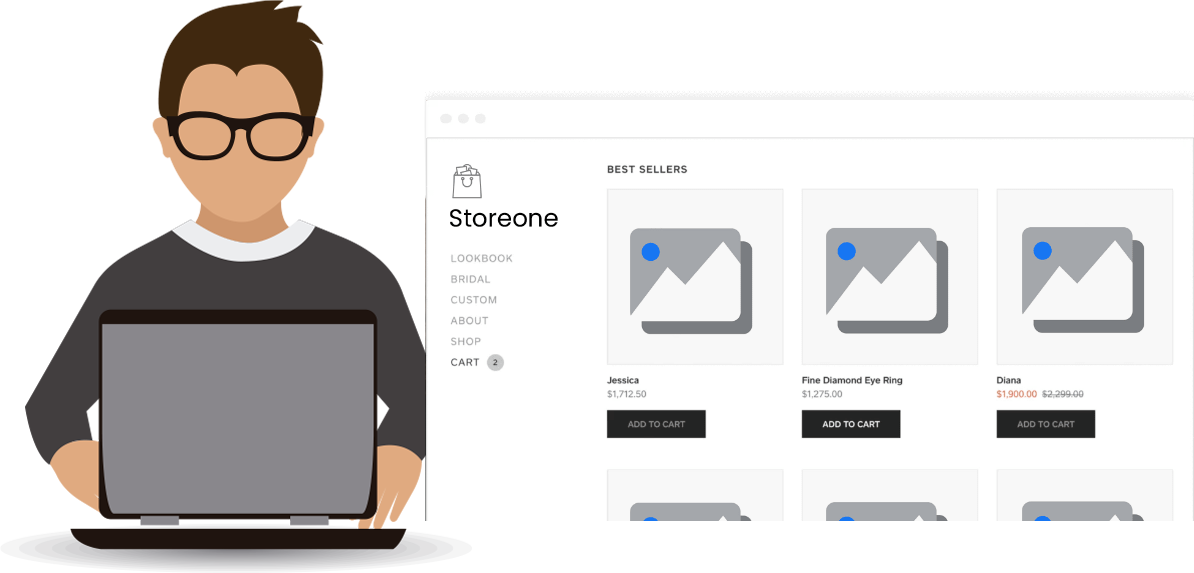 Storeone
LOOKBOOK
BRIDAL
CUSTOM
ABOUT
SHOP
CART 2
BEST SELLERS
Jessica
$1,712.50
ADD TO CART
Fine Diamond Eye Ring
$1,275.00
ADD TO CART
Diana
$1,900.00 $2,299.00
ADD TO CART